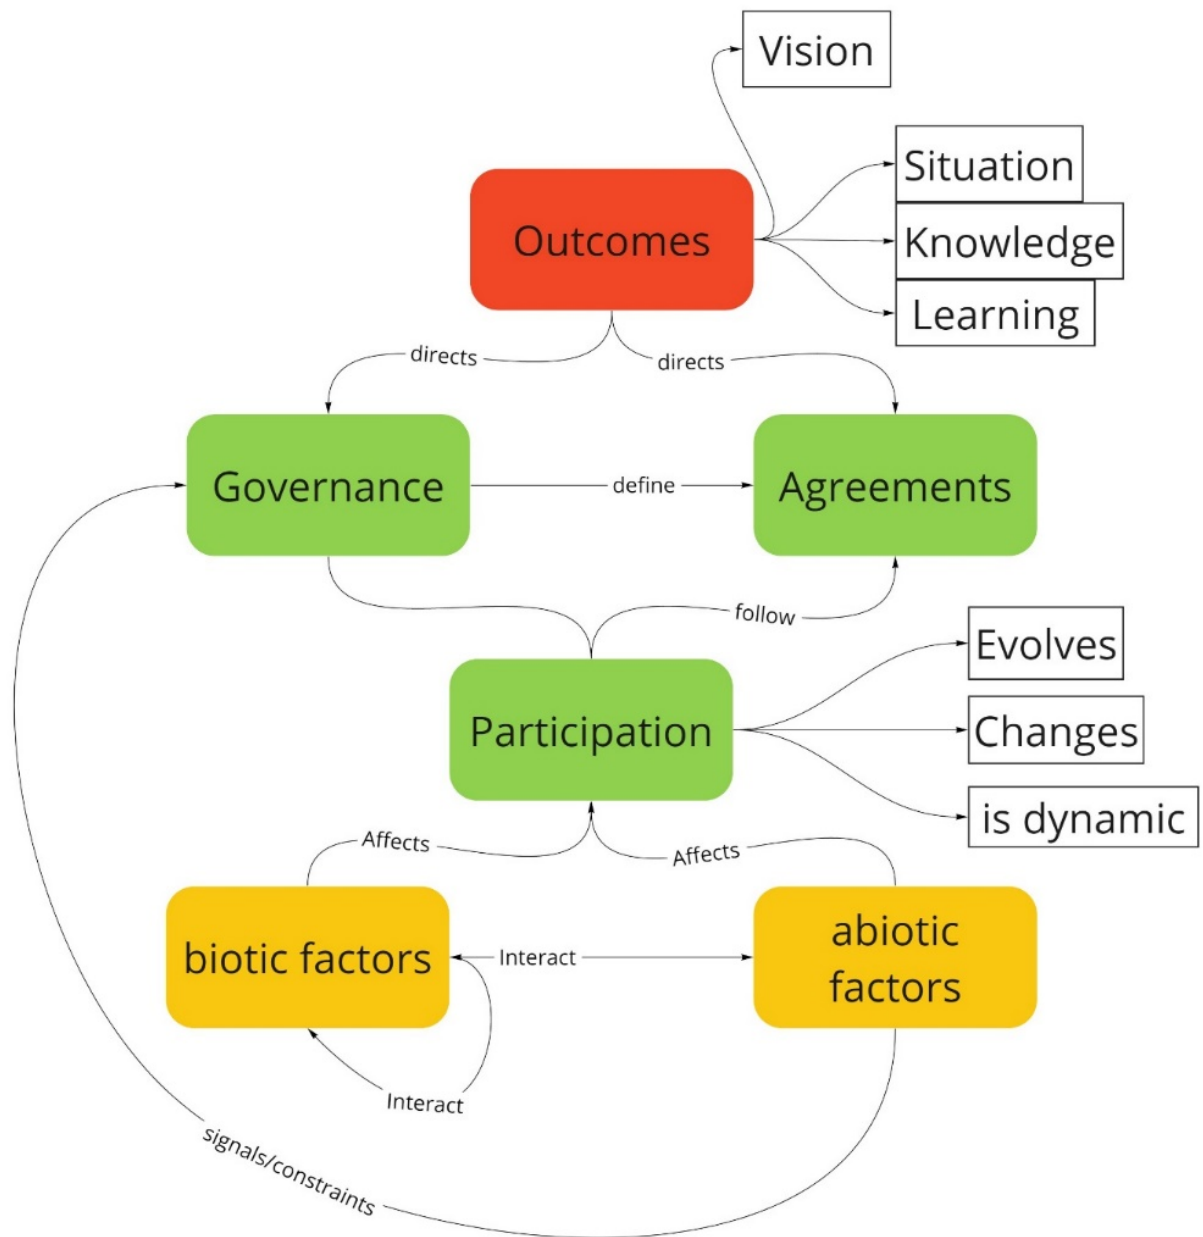 Vision
Situation
Outcomes
Knowledge
Learning
directs
directs
Governance
define
Agreements
follow
Evolves
Participation
Changes
is dynamic
Affects
Affects
biotic factors
Interact
abiotic
factors
Interact
signals/constraints